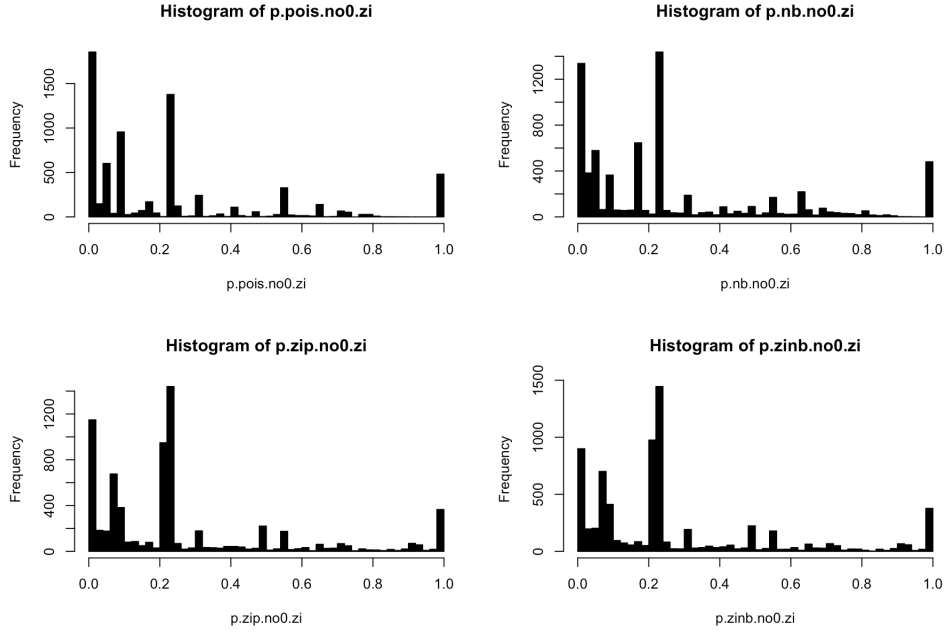 Histogram of p.pois.no0.zi
Frequency
0 500 1000 1500
0.0 0.2 0.4 0.6 0.8 1.0
p.pois.no0.zi
Histogram of p.nb.no0.zi
Frequency
0 400 800 1200
0.0 0.2 0.4 0.6 0.8 1.0
p.nb.no0.zi
Histogram of p.zip.no0.zi
Frequency
0 400 800 1200
0.0 0.2 0.4 0.6 0.8 1.0
p.zip.no0.zi
Histogram of p.zinb.no0.zi
Frequency
0 500 1000 1500
0.0 0.2 0.4 0.6 0.8 1.0
p.zinb.no0.zi